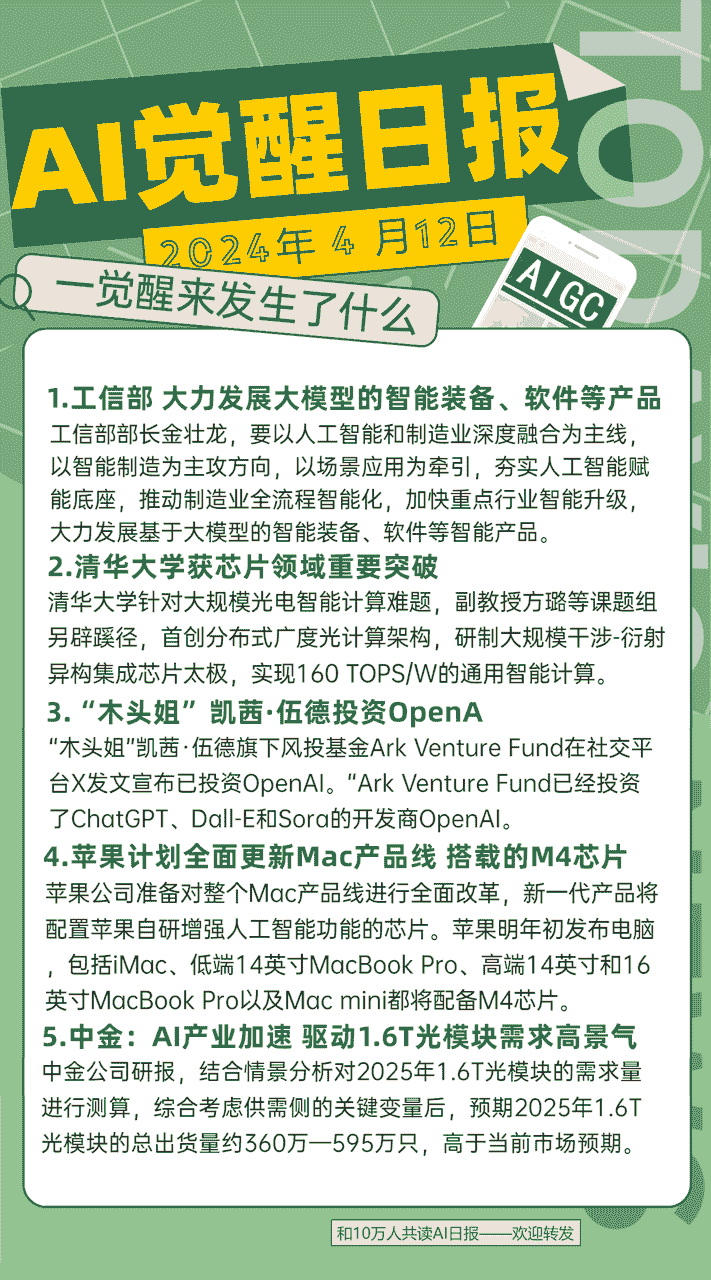 AI觉醒日报
2024年 4 月12日
一觉醒来发生了什么
AIGC
1.工信部 大力发展大模型的智能装备、软件等产品
工信部部长金壮龙，要以人工智能和制造业深度融合为主线，
以智能制造为主攻方向，以场景应用为牵引，夯实人工智能赋
能底座，推动制造业全流程智能化，加快重点行业智能升级，
大力发展基于大模型的智能装备、软件等智能产品。
2.清华大学获芯片领域重要突破
清华大学针对大规模光电智能计算难题，副教授方璐等课题组
另辟蹊径，首创分布式广度光计算架构，研制大规模干涉-衍射
异构集成芯片太极，实现160 TOPS/W的通用智能计算。
3.“木头姐” 凯茜·伍德投资OpenA
“木头姐”凯茜·伍德旗下风投基金Ark Venture Fund在社交平
台X发文宣布已投资OpenAI。“Ark Venture Fund已经投资
了ChatGPT、Dall-E和Sora的开发商OpenAI。
4.苹果计划全面更新Mac产品线 搭载的M4芯片
苹果公司准备对整个Mac产品线进行全面改革，新一代产品将
配置苹果自研增强人工智能功能的芯片。苹果明年初发布电脑
，包括iMac、低端14英寸MacBook Pro、高端14英寸和16
英寸MacBook Pro以及Mac mini都将配备M4芯片。
5.中金：AI产业加速 驱动1.6T光模块需求高景气
中金公司研报，结合情景分析对2025年1.6T光模块的需求量
进行测算，综合考虑供需侧的关键变量后，预期2025年1.6T
光模块的总出货量约360万—595万只，高于当前市场预期。
和10万人共读AI日报——欢迎转发